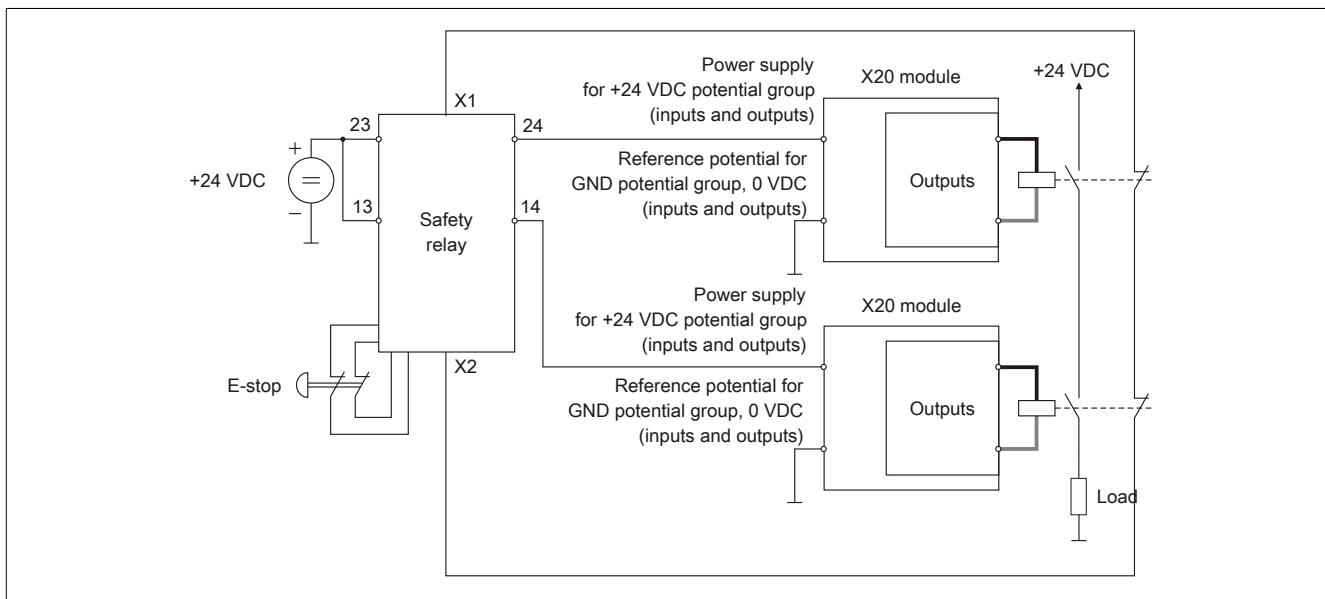 Power supply
for +24 VDC potential group
(inputs and outputs)
X20 module
+24 VDC
X1
23
24
+
+24 VDC
−
Reference potential for
GND potential group, 0 VDC
(inputs and outputs)
Outputs
13
14
Safety
relay
Power supply
for +24 VDC potential group
(inputs and outputs)
X20 module
X2
E-stop
Reference potential for
GND potential group, 0 VDC
(inputs and outputs)
Outputs
Load